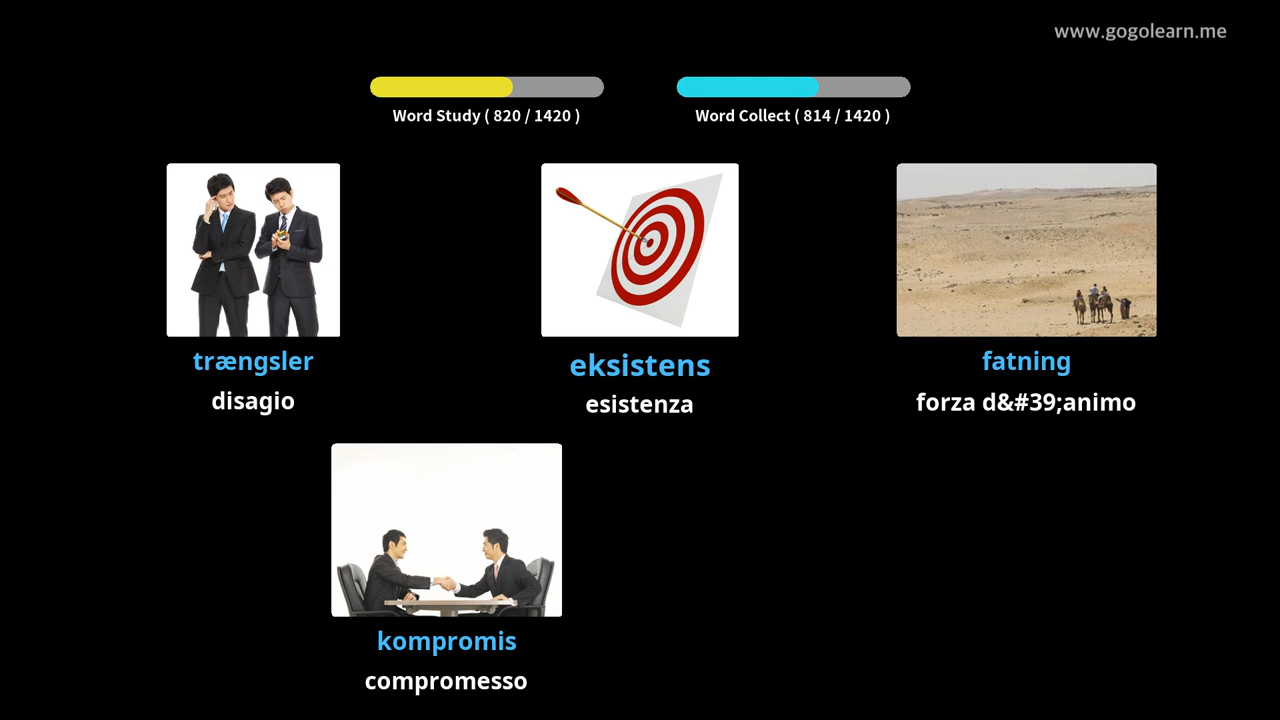 www.gogolearn.me
Word Study ( 820 / 1420 )
Word Collect ( 814 / 1420 )
trængsler
disagio
eksistens
esistenza
fatning
forza d&#39;animo
kompromis
compromesso